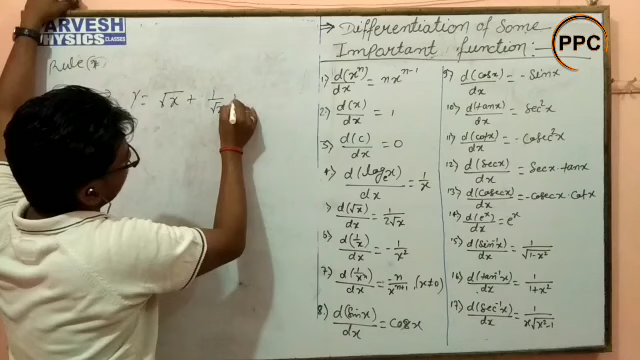 ARVESH
PHYSICS CLASSES
Rule
y = √x + 1/√x
⇒ Differentiation of Some
Important function:—
PPC
1) d(xⁿ)/dx = nxⁿ⁻¹
2) d(x)/dx = 1
3) d(c)/dx = 0
4) d(logₑx)/dx = 1/x
5) d(√x)/dx = 1/2√x
6) d(1/x)/dx = -1/x²
7) d(1/xⁿ)/dx = n/xⁿ⁺¹, (x≠0)
8) d(sinx)/dx = cosx
9) d(cosx)/dx = -Sinx
10) d(tanx)/dx = Sec²x
11) d(cotx)/dx = -Cosec²x
12) d(Secx)/dx = Secx·tanx
13) d(Cosecx)/dx = -Cosecx·Cotx
14) d(eˣ)/dx = eˣ
15) d(Sin⁻¹x)/dx = 1/√1-x²
16) d(tan⁻¹x)/dx = 1/1+x²
17) d(Sec⁻¹x)/dx = 1/x√x²-1